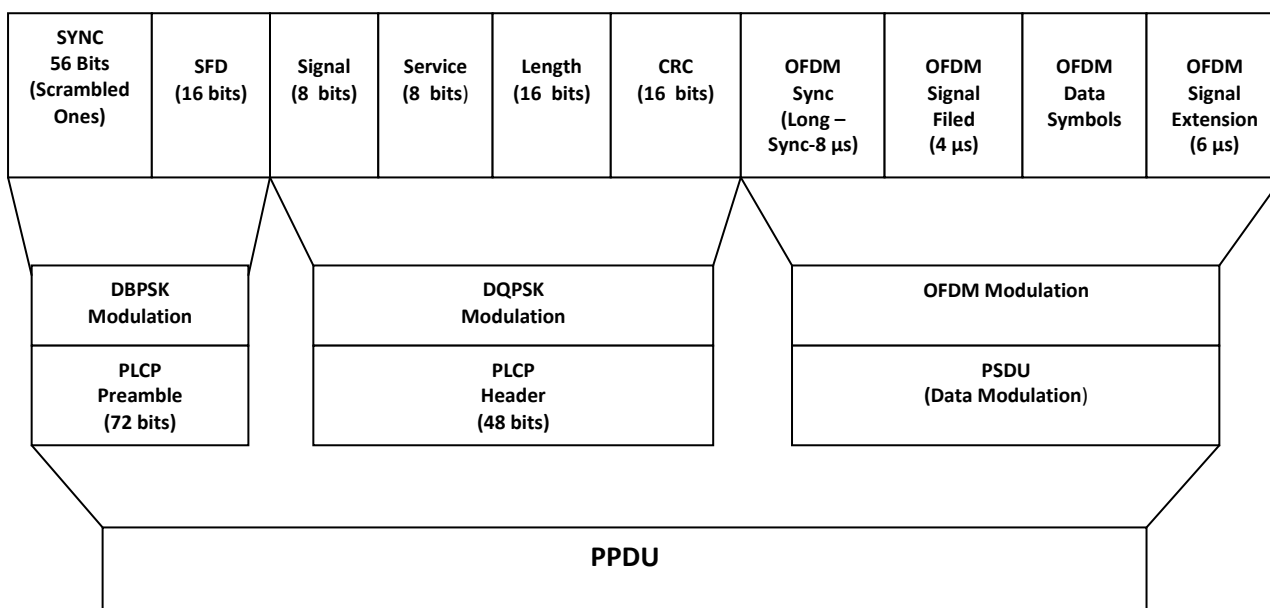 SYNC
56 Bits
(Scrambled
Ones)
SFD
(16 bits)
Signal
(8 bits)
Service
(8 bits)
Length
(16 bits)
CRC
(16 bits)
OFDM
Sync
(Long –
Sync-8 µs)
OFDM
Signal
Filed
(4 µs)
OFDM
Data
Symbols
OFDM
Signal
Extension
(6 µs)
DBPSK
Modulation
DQPSK
Modulation
OFDM Modulation
PLCP
Preamble
(72 bits)
PLCP
Header
(48 bits)
PSDU
(Data Modulation)
PPDU